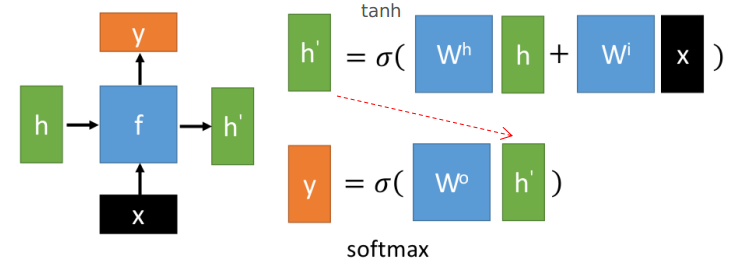 y
h
f
h'
x
tanh
h' = σ( Wʰ h + Wⁱ x )
y = σ( Wᵒ h' )
softmax